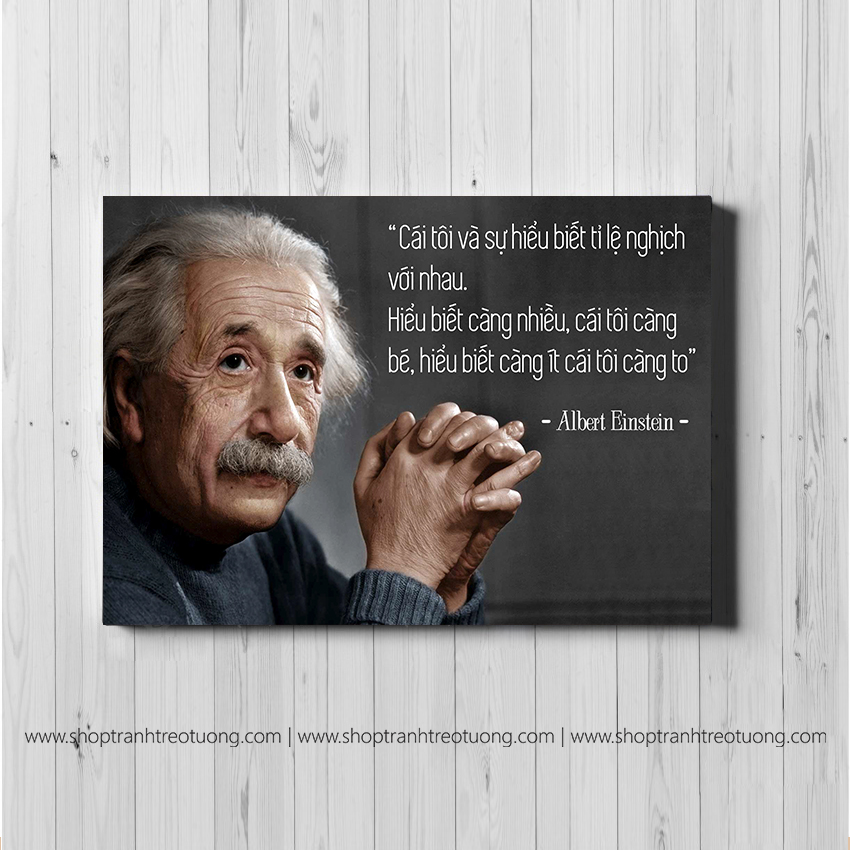 “Cái tôi và sự hiểu biết tỉ lệ nghịch
với nhau.
Hiểu biết càng nhiều, cái tôi càng
bé, hiểu biết càng ít cái tôi càng to”
- Albert Einstein -
www.shoptranhtreotuong.com | www.shoptranhtreotuong.com | www.shoptranhtreotuong.com